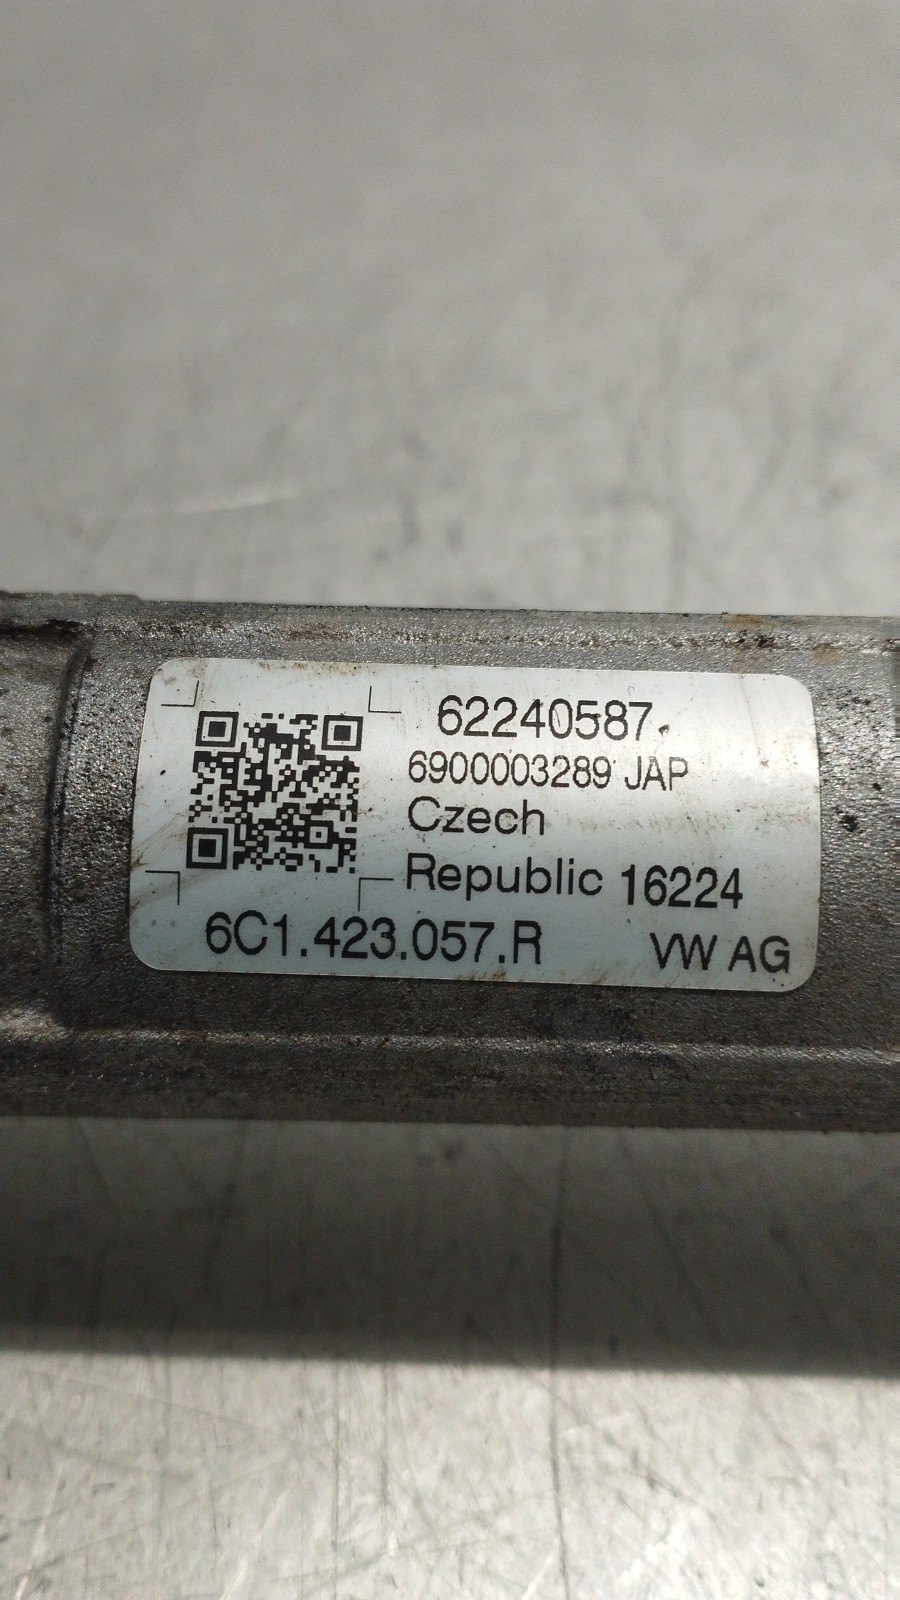 62240587
6900003289 JAP
Czech
Republic 16224
6C1.423.057.R VW AG